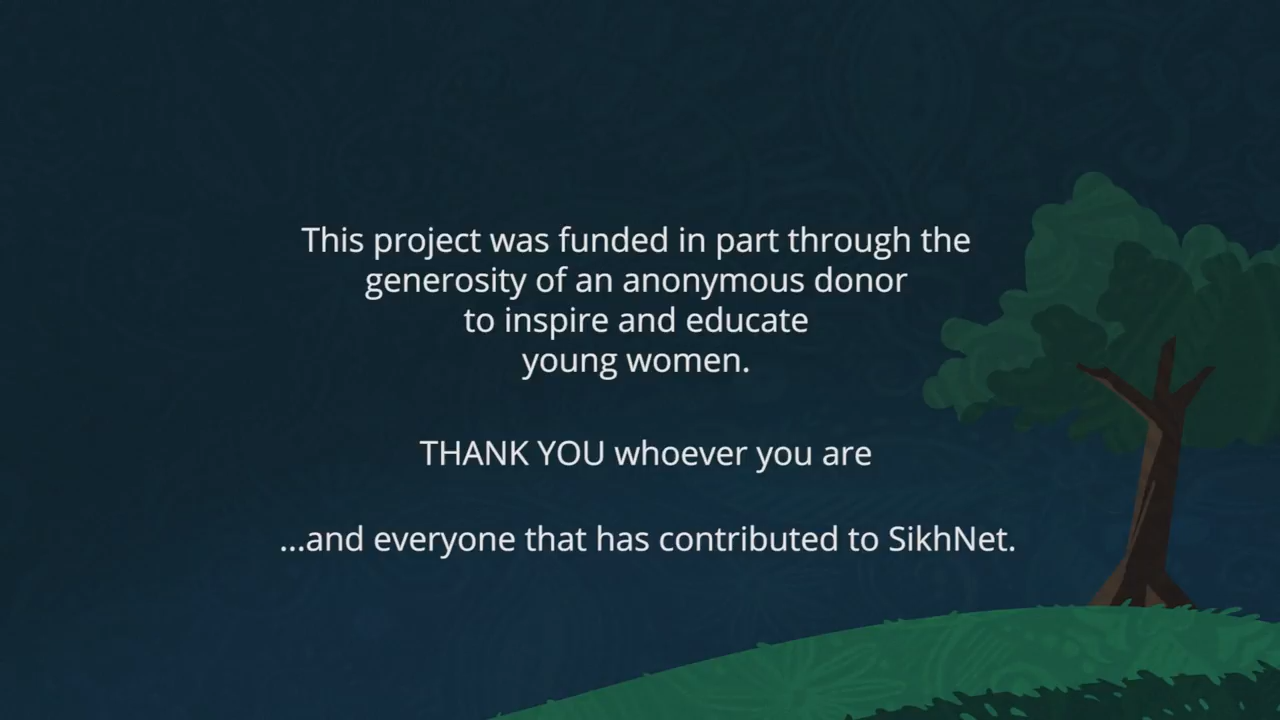 This project was funded in part through the
generosity of an anonymous donor
to inspire and educate
young women.
THANK YOU whoever you are
...and everyone that has contributed to SikhNet.